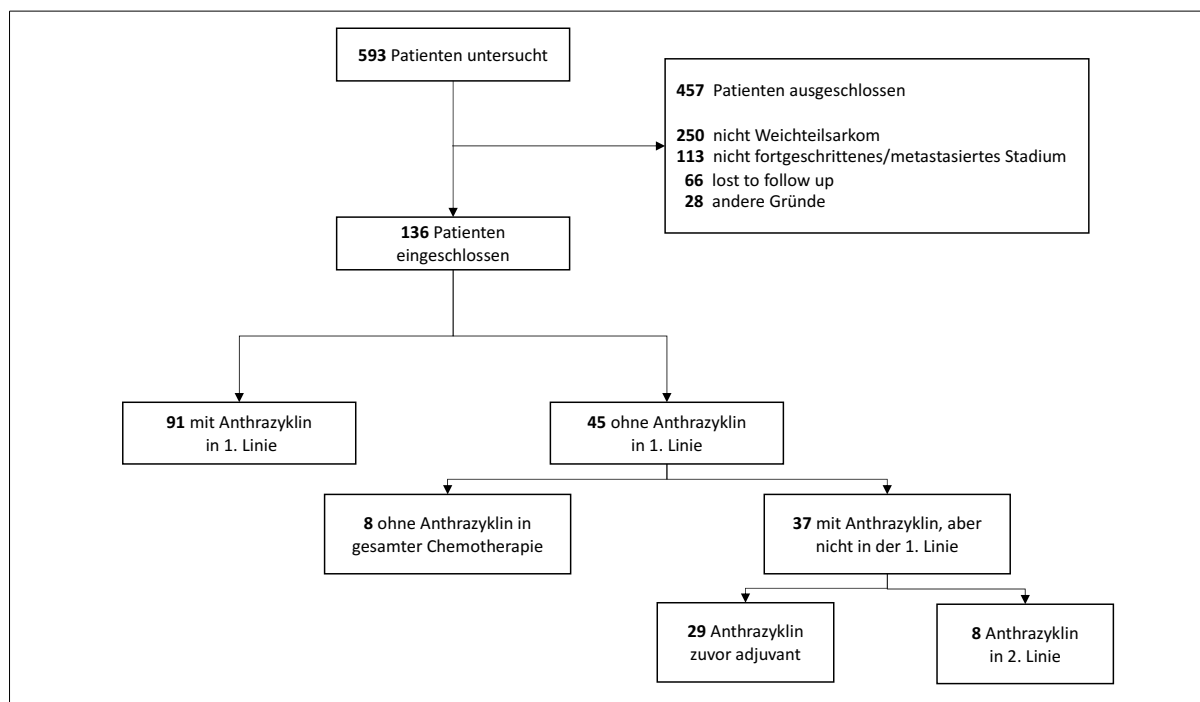 593 Patienten untersucht
457 Patienten ausgeschlossen
250 nicht Weichteilsarkom
113 nicht fortgeschrittenes/metastasiertes Stadium
66 lost to follow up
28 andere Gründe
136 Patienten
eingeschlossen
91 mit Anthrazyklin
in 1. Linie
45 ohne Anthrazyklin
in 1. Linie
8 ohne Anthrazyklin in
gesamter Chemotherapie
37 mit Anthrazyklin, aber
nicht in der 1. Linie
29 Anthrazyklin
zuvor adjuvant
8 Anthrazyklin
in 2. Linie